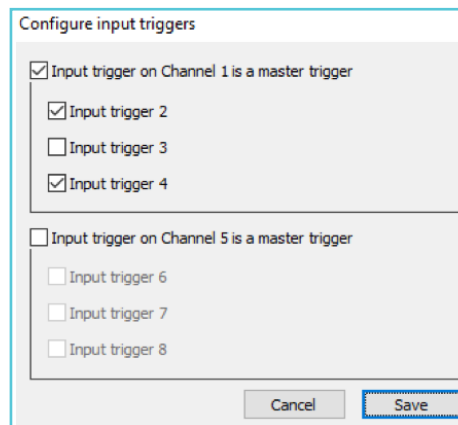 Configure input triggers
Input trigger on Channel 1 is a master trigger
Input trigger 2
Input trigger 3
Input trigger 4
Input trigger on Channel 5 is a master trigger
Input trigger 6
Input trigger 7
Input trigger 8
Cancel Save